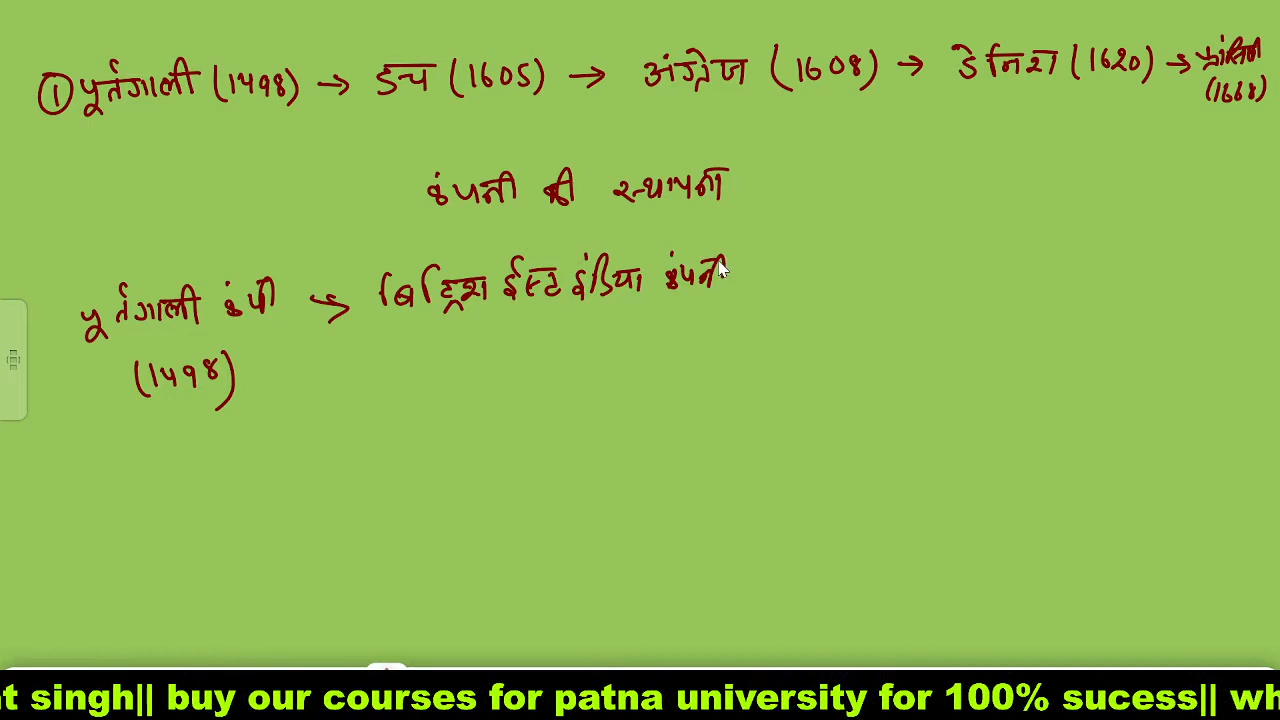 ① पूर्तगाली (1498) → डच (1605) → अंग्रेज (1608) → डेनिश (1620) → फ्रांसिस (1668)
कंपनी की स्थापना
पूर्तगाली कंपी → ब्रिटिश ईस्ट इंडिया कंपनी
(1498)
nt singh|| buy our courses for patna university for 100% sucess|| wh